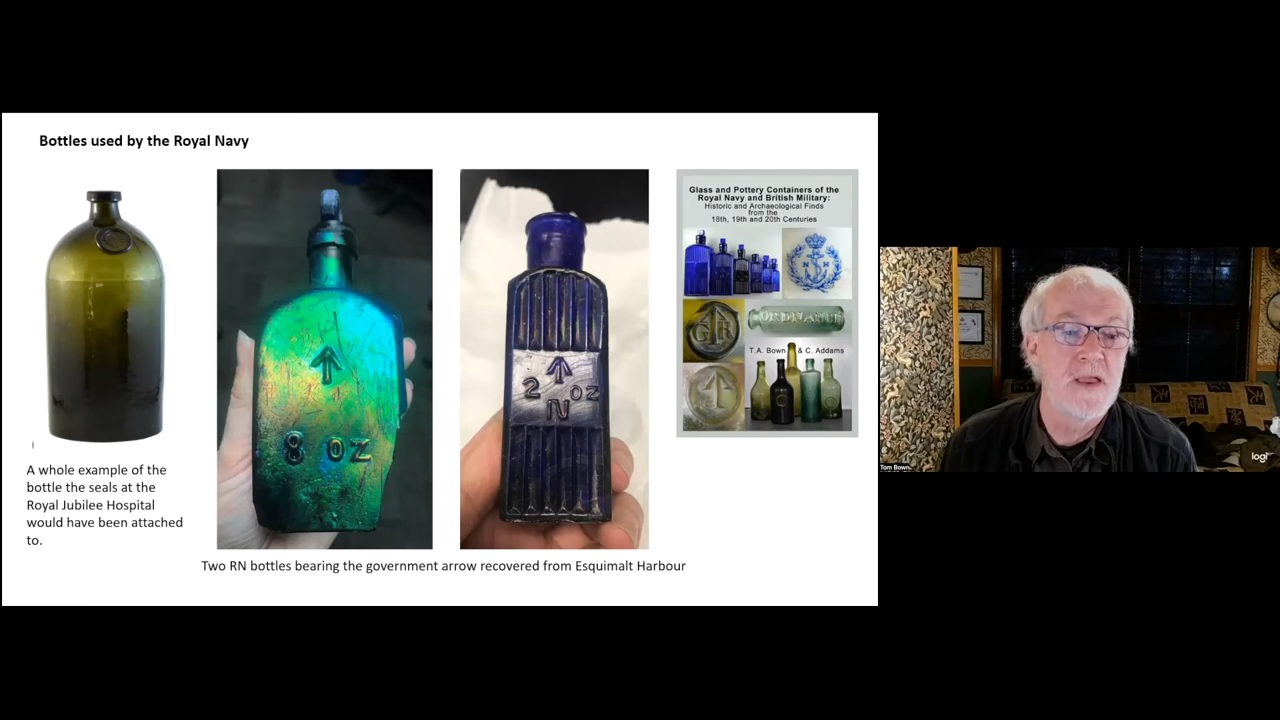 Bottles used by the Royal Navy
A whole example of the
bottle the seals at the
Royal Jubilee Hospital
would have been attached
to.
↑
8 OZ
↑
2 OZ
N
Two RN bottles bearing the government arrow recovered from Esquimalt Harbour
Glass and Pottery Containers of the
Royal Navy and British Military:
Historic and Archaeological Finds
from the
18th, 19th and 20th Centuries
G R
ORDNANCE
T.A. Bown & C. Addams
Tom Bown
logi